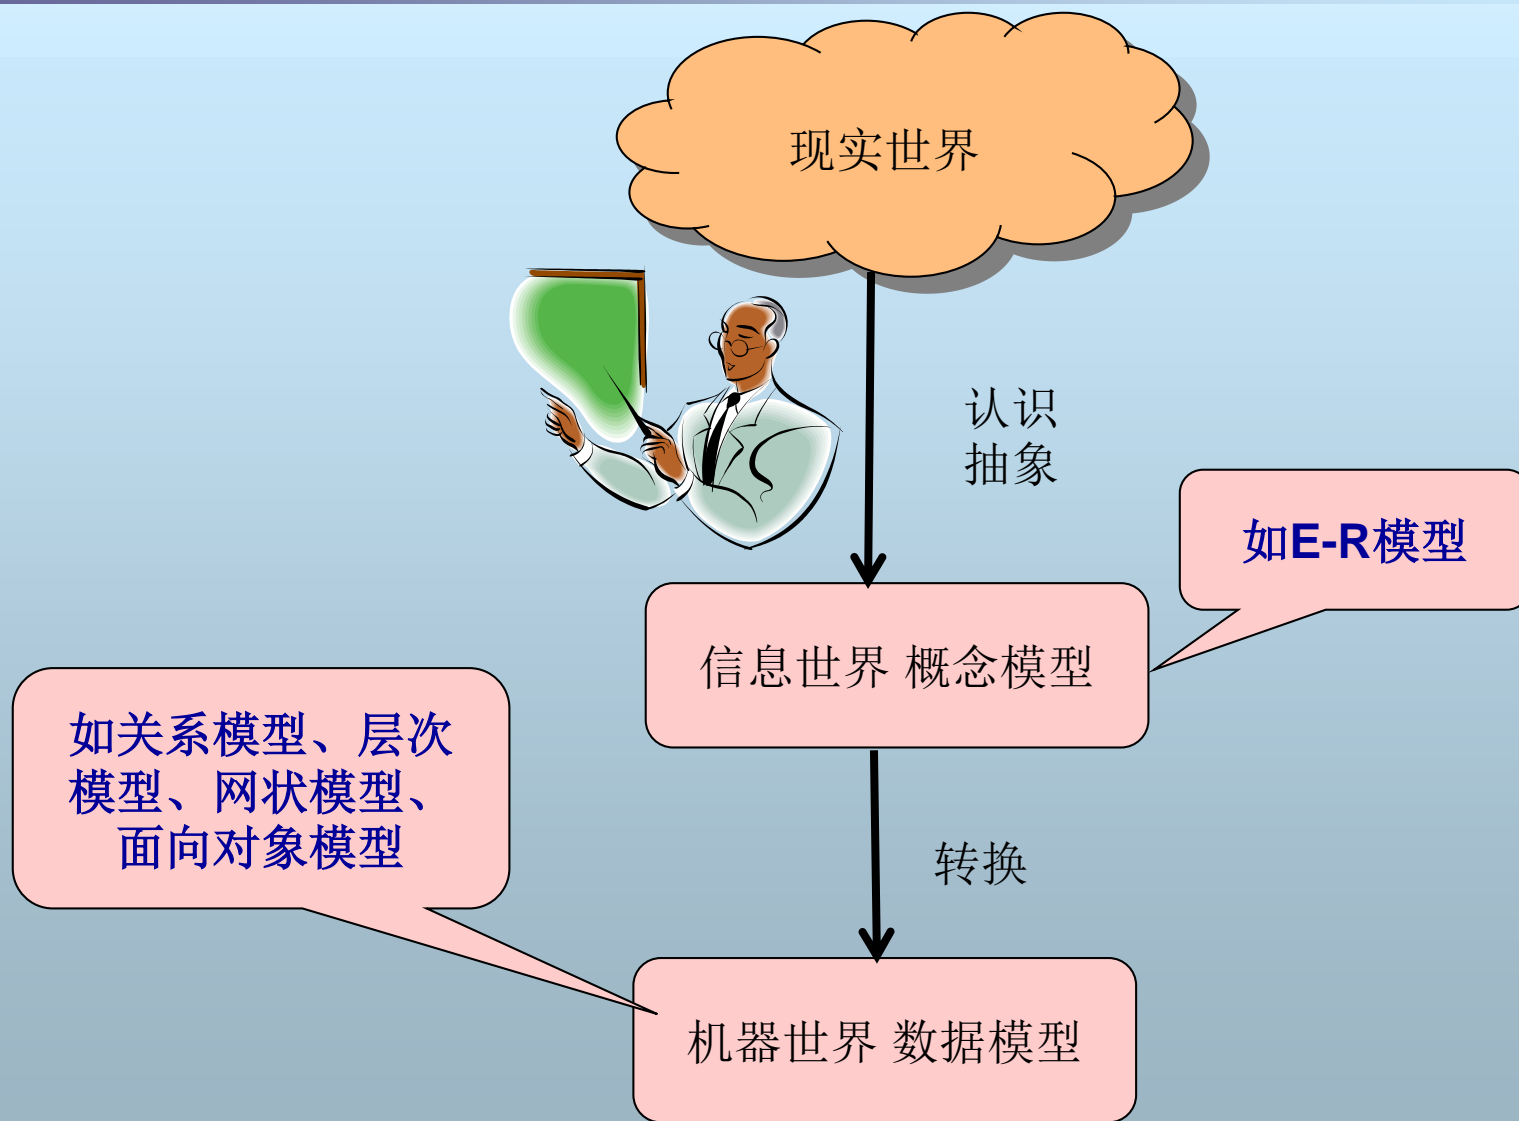 现实世界
认识
抽象
如E-R模型
信息世界 概念模型
如关系模型、层次
模型、网状模型、
面向对象模型
转换
机器世界 数据模型